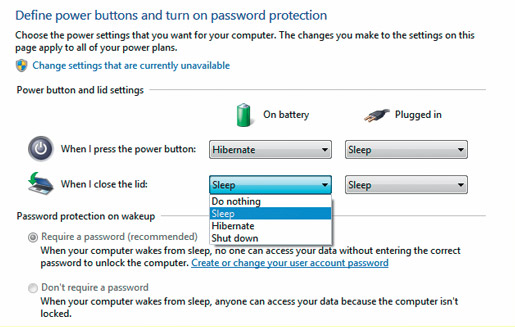 Define power buttons and turn on password protection
Choose the power settings that you want for your computer. The changes you make to the settings on this
page apply to all of your power plans.
Change settings that are currently unavailable
Power button and lid settings
On battery Plugged in
When I press the power button: Hibernate Sleep
When I close the lid: Sleep Sleep
Do nothing
Sleep
Hibernate
Shut down
Password protection on wakeup
Require a password (recommended)
When your computer wakes from sleep, no one can access your data without entering the correct
password to unlock the computer. Create or change your user account password
Don't require a password
When your computer wakes from sleep, anyone can access your data because the computer isn't
locked.